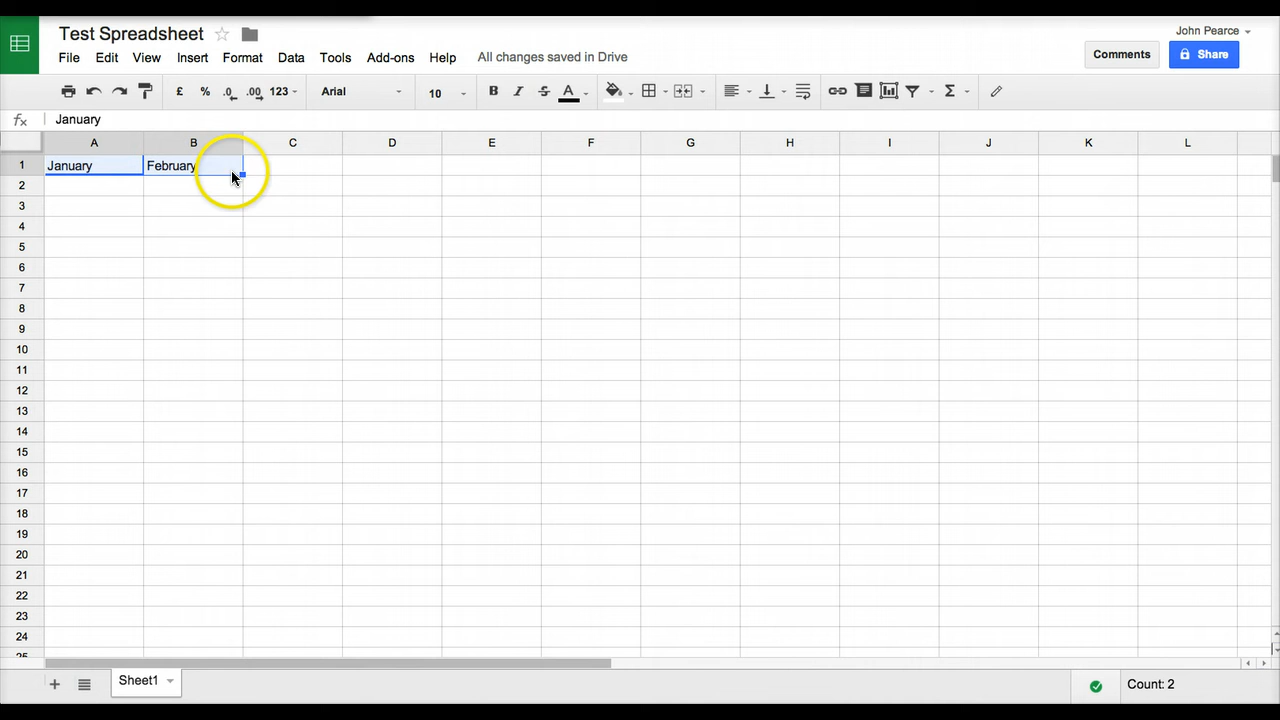 Test Spreadsheet
John Pearce
File Edit View Insert Format Data Tools Add-ons Help All changes saved in Drive
Comments Share
£ % .0 .00 123 Arial 10 B I S A Σ
fx January
A B C D E F G H I J K L
1 January February
2
3
4
5
6
7
8
9
10
11
12
13
14
15
16
17
18
19
20
21
22
23
24
25
+ Sheet1 Count: 2